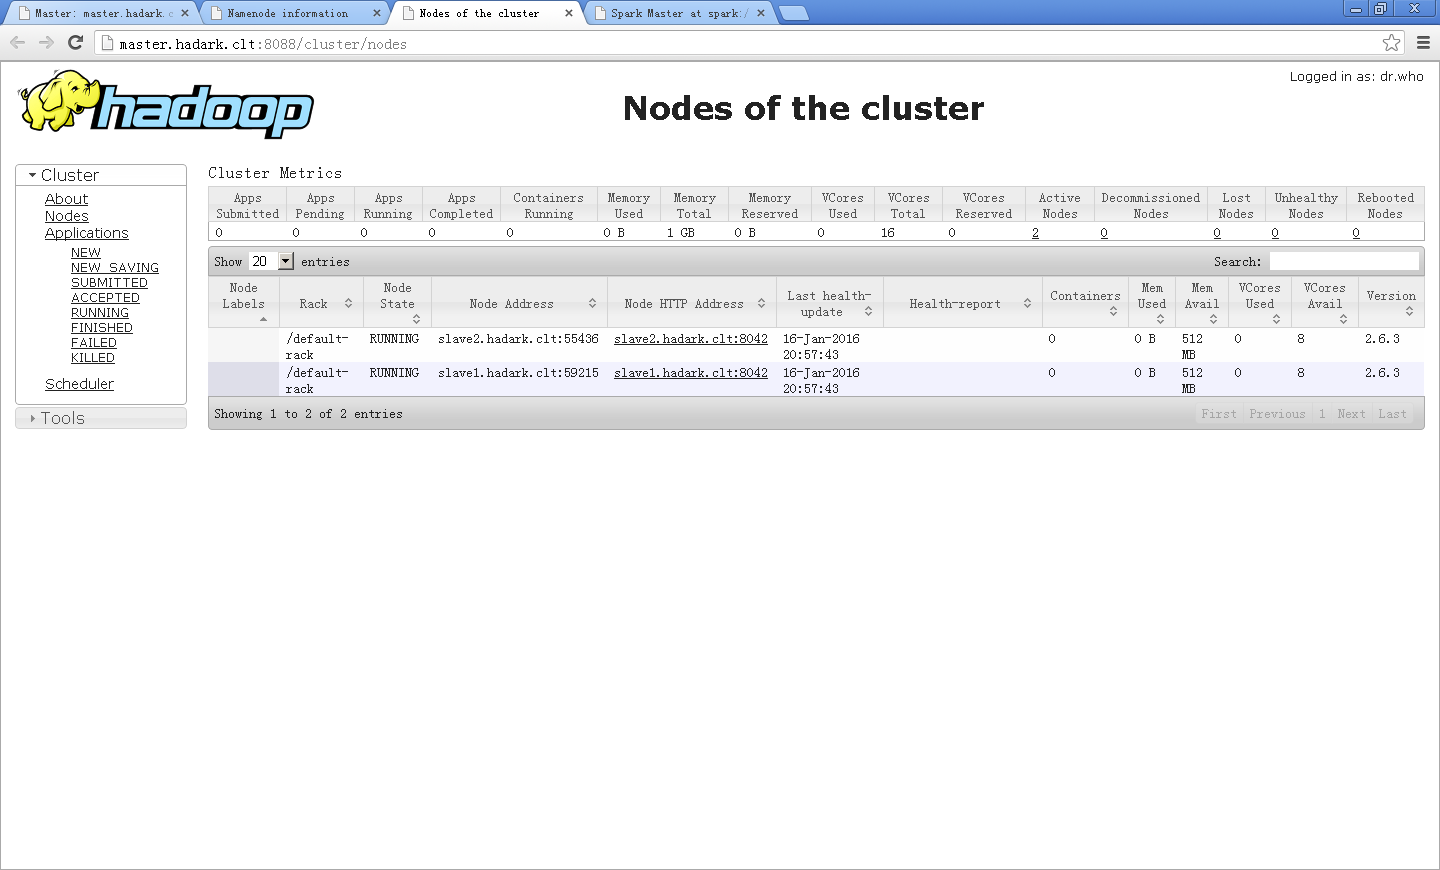 Master: master.hadark.c
Namenode information
Nodes of the cluster
Spark Master at spark:/
master.hadark.clt:8088/cluster/nodes
Logged in as: dr.who
hadoop
Nodes of the cluster
Cluster
About
Nodes
Applications
NEW
NEW_SAVING
SUBMITTED
ACCEPTED
RUNNING
FINISHED
FAILED
KILLED
Scheduler
Tools
Cluster Metrics
Apps Submitted Apps Pending Apps Running Apps Completed Containers Running Memory Used Memory Total Memory Reserved VCores Used VCores Total VCores Reserved Active Nodes Decommissioned Nodes Lost Nodes Unhealthy Nodes Rebooted Nodes
0 0 0 0 0 0 B 1 GB 0 B 0 16 0 2 0 0 0 0
Show 20 entries Search:
Node Labels Rack Node State Node Address Node HTTP Address Last health-update Health-report Containers Mem Used Mem Avail VCores Used VCores Avail Version
/default-rack RUNNING slave2.hadark.clt:55436 slave2.hadark.clt:8042 16-Jan-2016 20:57:43 0 0 B 512 MB 0 8 2.6.3
/default-rack RUNNING slave1.hadark.clt:59215 slave1.hadark.clt:8042 16-Jan-2016 20:57:43 0 0 B 512 MB 0 8 2.6.3
Showing 1 to 2 of 2 entries First Previous 1 Next Last